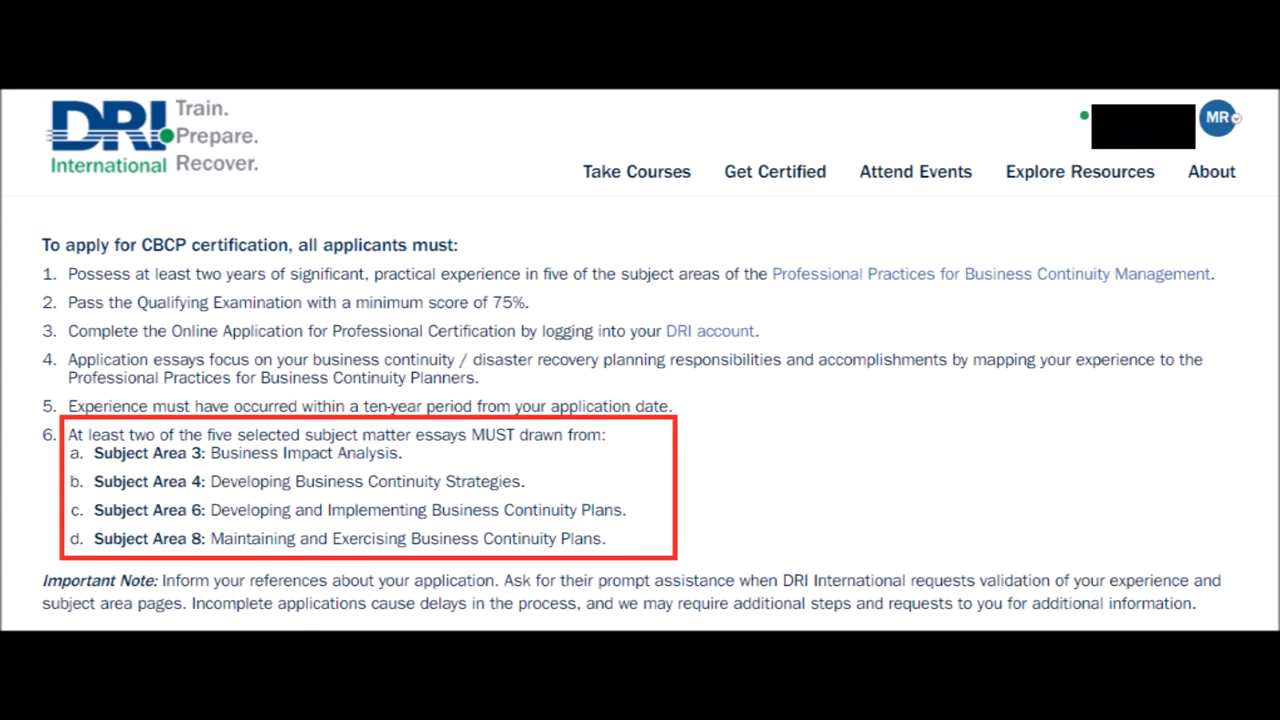 DRI
International
Train.
Prepare.
Recover.
MR
Take Courses Get Certified Attend Events Explore Resources About
To apply for CBCP certification, all applicants must:
1. Possess at least two years of significant, practical experience in five of the subject areas of the Professional Practices for Business Continuity Management.
2. Pass the Qualifying Examination with a minimum score of 75%.
3. Complete the Online Application for Professional Certification by logging into your DRI account.
4. Application essays focus on your business continuity / disaster recovery planning responsibilities and accomplishments by mapping your experience to the
Professional Practices for Business Continuity Planners.
5. Experience must have occurred within a ten-year period from your application date.
6. At least two of the five selected subject matter essays MUST drawn from:
a. Subject Area 3: Business Impact Analysis.
b. Subject Area 4: Developing Business Continuity Strategies.
c. Subject Area 6: Developing and Implementing Business Continuity Plans.
d. Subject Area 8: Maintaining and Exercising Business Continuity Plans.
Important Note: Inform your references about your application. Ask for their prompt assistance when DRI International requests validation of your experience and
subject area pages. Incomplete applications cause delays in the process, and we may require additional steps and requests to you for additional information.